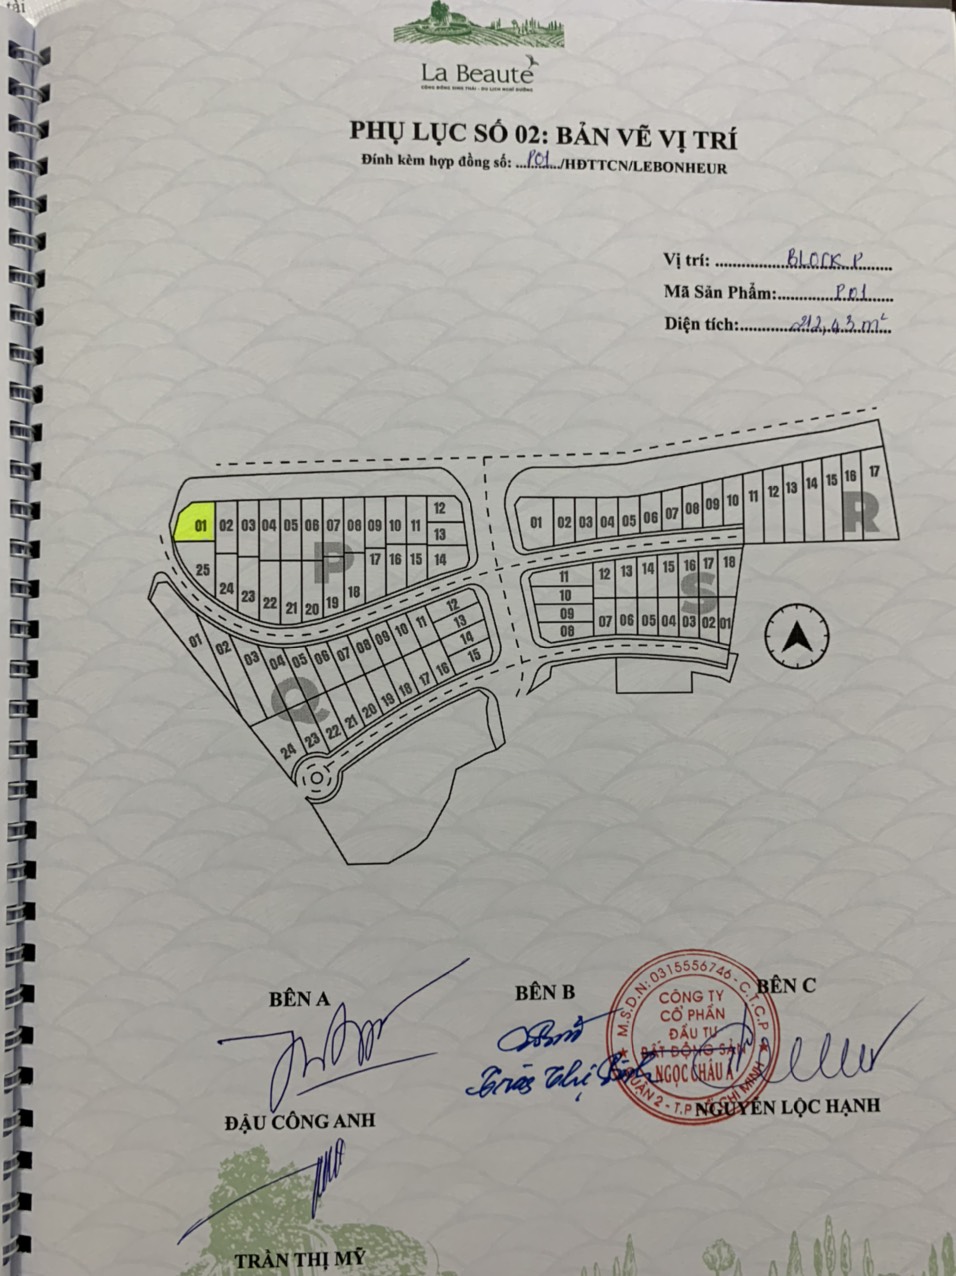 tải
La Beauté
CỘNG ĐỒNG SINH THÁI - DU LỊCH NGHỈ DƯỠNG
PHỤ LỤC SỐ 02: BẢN VẼ VỊ TRÍ
Đính kèm hợp đồng số: ....P01..../HĐTTCN/LEBONHEUR
Vị trí: ....................BLOCK P.......
Mã Sản Phẩm:...............P01.....
Diện tích:.............212,43 m²
01 02 03 04 05 06 07 08 09 10 11 12
13
25 24 23 22 21 20 19 18 17 16 15 14
P
01 02 03 04 05 06 07 08 09 10 11 12 13 14 15 16 17
R
11 12 13 14 15 16 17 18
10
09
08 07 06 05 04 03 02 01
S
01 02 03 04 05 06 07 08 09 10 11 12
13
14
15
24 23 22 21 20 19 18 17 16
Q
BÊN A
BÊN B
BÊN C
M.S.D.N: 0315556746 - C.T.C.P
CÔNG TY
CỔ PHẦN
ĐẦU TƯ
BẤT ĐỘNG SẢN
NGỌC CHÂU Á
QUẬN 2 - T.P HỒ CHÍ MINH
Trần Thị Bình
ĐẬU CÔNG ANH
NGUYỄN LỘC HẠNH
TRẦN THỊ MỸ